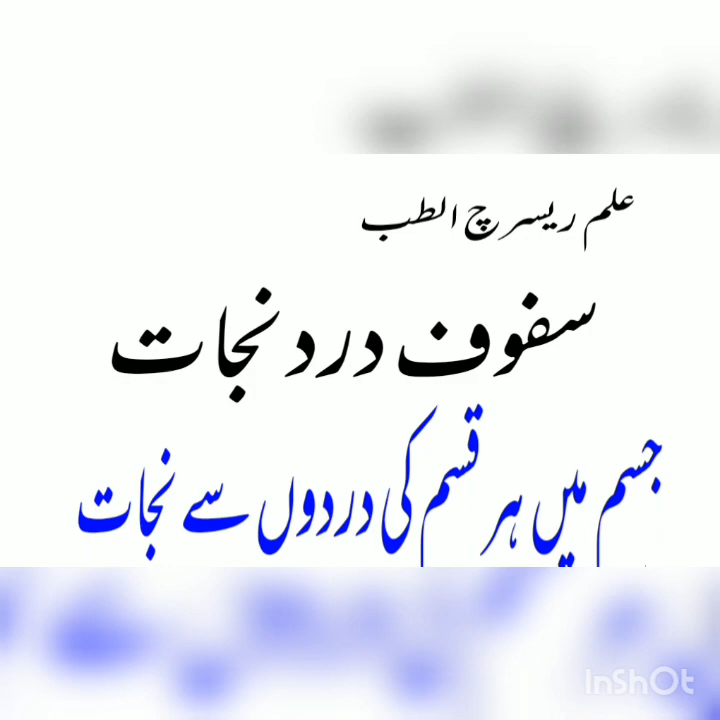 علم ریسرچ الطب
سفوف درد نجات
جسم میں ہر قسم کی دردوں سے نجات
InShOt